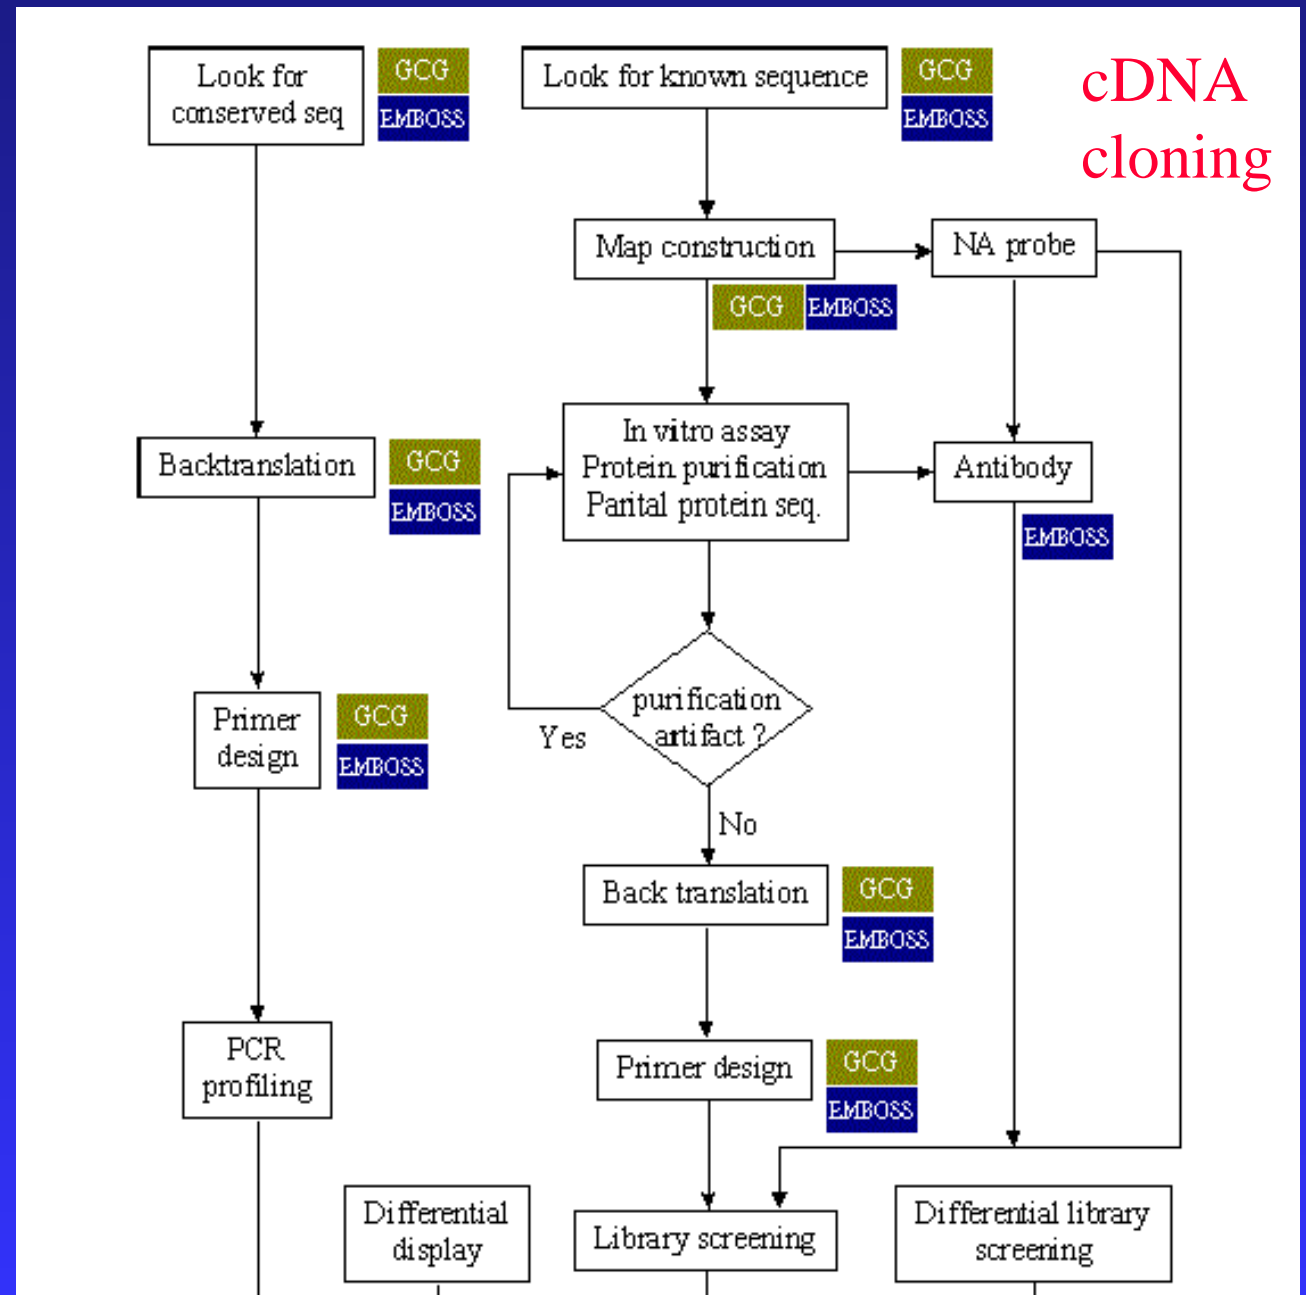 Look for
conserved seq
GCG
EMBOSS
Look for known sequence
GCG
EMBOSS
cDNA
cloning
Map construction
NA probe
GCG
EMBOSS
In vitro assay
Protein purification
Parital protein seq.
Antibody
EMBOSS
Backtranslation
GCG
EMBOSS
purification
artifact ?
Yes
No
Primer
design
GCG
EMBOSS
Back translation
GCG
EMBOSS
PCR
profiling
Primer design
GCG
EMBOSS
Differential
display
Library screening
Differential library
screening